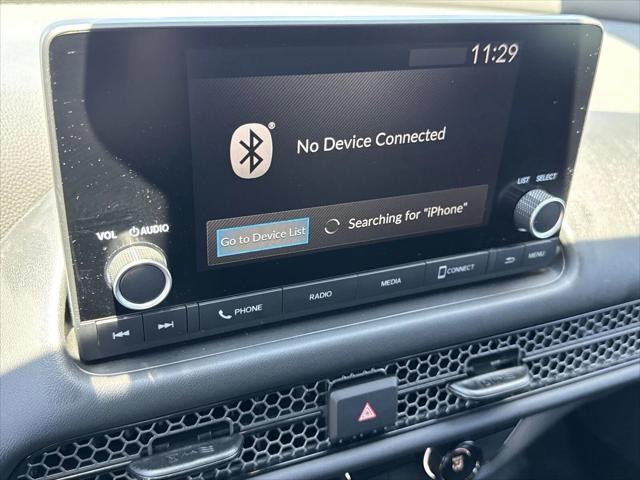 11:29
®
No Device Connected
Go to Device List
Searching for "iPhone"
VOL
AUDIO
LIST
SELECT
PHONE
RADIO
MEDIA
CONNECT
MENU